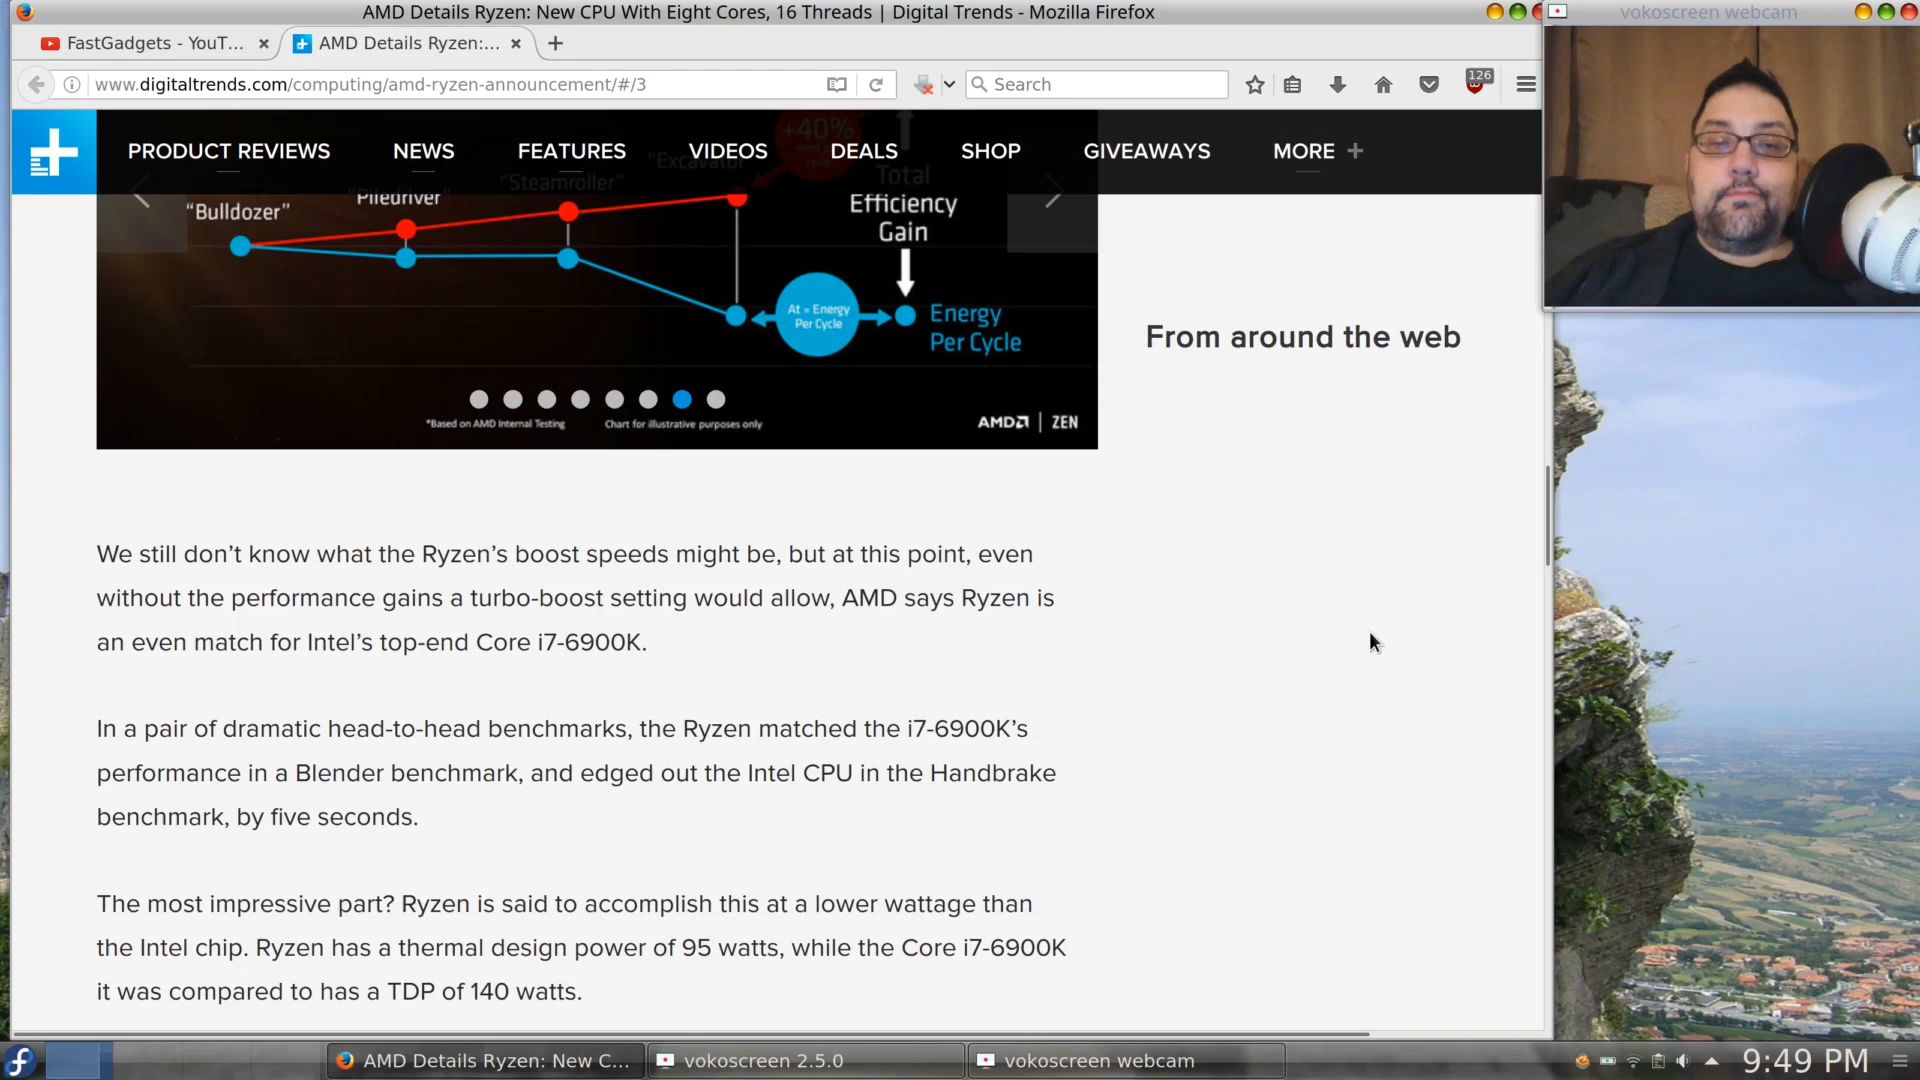 AMD Details Ryzen: New CPU With Eight Cores, 16 Threads | Digital Trends - Mozilla Firefox
vokoscreen webcam
FastGadgets - YouT...
AMD Details Ryzen:...
www.digitaltrends.com/computing/amd-ryzen-announcement/#/3
Search
126
PRODUCT REVIEWS
NEWS
FEATURES
VIDEOS
DEALS
SHOP
GIVEAWAYS
MORE +
+40%
"Excavator"
"Steamroller"
Piledriver
"Bulldozer"
Total
Efficiency
Gain
At = Energy
Per Cycle
Energy
Per Cycle
*Based on AMD Internal Testing
Chart for illustrative purposes only
AMD | ZEN
From around the web
We still don’t know what the Ryzen’s boost speeds might be, but at this point, even
without the performance gains a turbo-boost setting would allow, AMD says Ryzen is
an even match for Intel’s top-end Core i7-6900K.
In a pair of dramatic head-to-head benchmarks, the Ryzen matched the i7-6900K’s
performance in a Blender benchmark, and edged out the Intel CPU in the Handbrake
benchmark, by five seconds.
The most impressive part? Ryzen is said to accomplish this at a lower wattage than
the Intel chip. Ryzen has a thermal design power of 95 watts, while the Core i7-6900K
it was compared to has a TDP of 140 watts.
AMD Details Ryzen: New C...
vokoscreen 2.5.0
vokoscreen webcam
9:49 PM